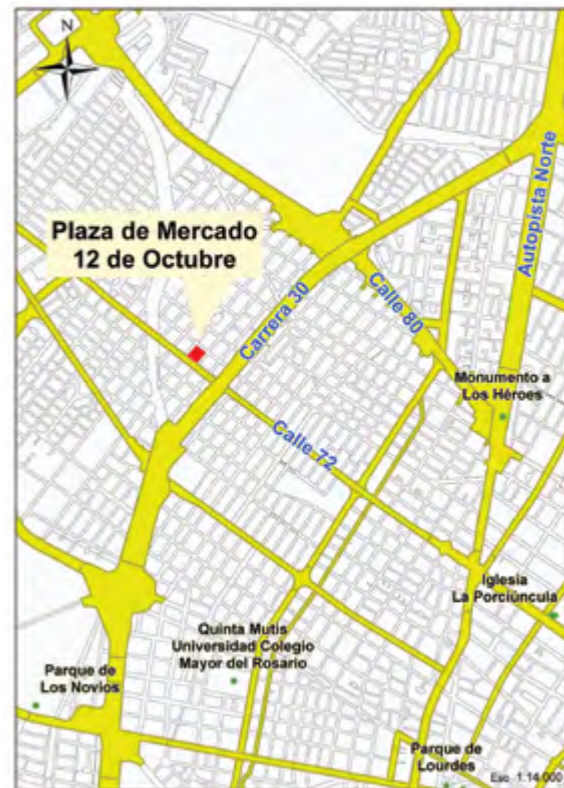 N
Plaza de Mercado
12 de Octubre
Autopista Norte
Carrera 30
Calle 80
Monumento a
Los Héroes
Calle 72
Iglesia
La Porciúncula
Quinta Mutis
Universidad Colegio
Mayor del Rosario
Parque de
Los Novios
Parque de
Lourdes
Esc 1:14.000